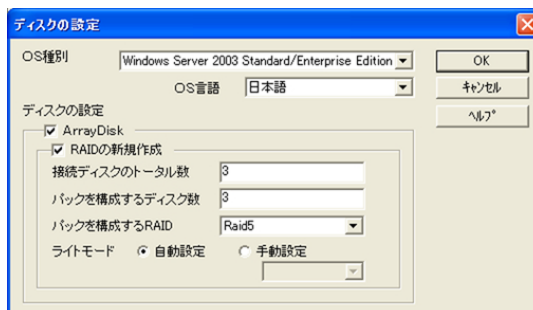 ディスクの設定
OS種別 Windows Server 2003 Standard/Enterprise Edition OK
OS言語 日本語 キャンセル
ディスクの設定 ヘルプ
ArrayDisk
RAIDの新規作成
接続ディスクのトータル数 3
パックを構成するディスク数 3
パックを構成するRAID Raid5
ライトモード 自動設定 手動設定